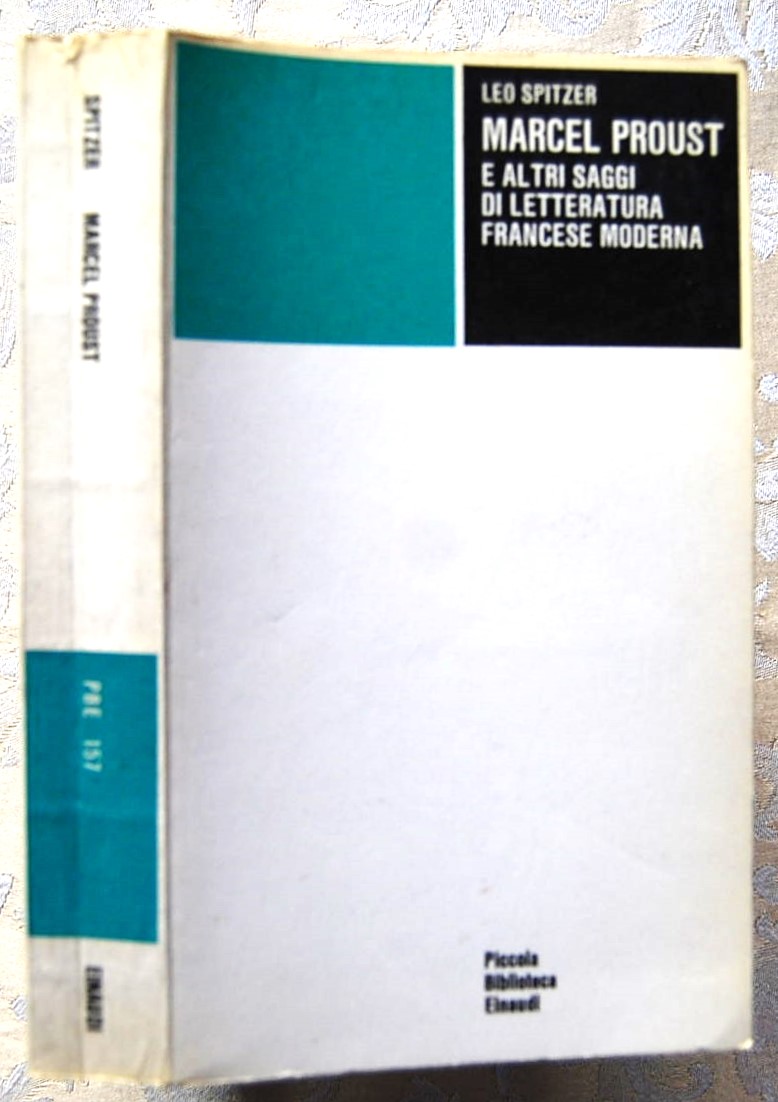 LEO SPITZER
MARCEL PROUST
E ALTRI SAGGI
DI LETTERATURA
FRANCESE MODERNA
Piccola
Biblioteca
Einaudi
SPITZER MARCEL PROUST
PBE 157
EINAUDI